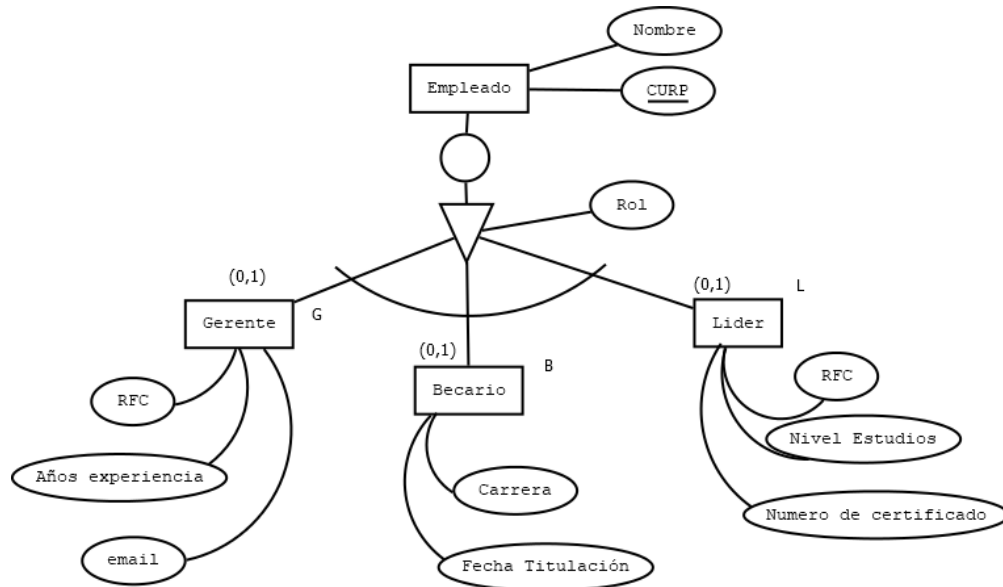 Nombre
Empleado
CURP
Rol
(0,1)
(0,1)
L
Gerente
G
Lider
(0,1)
B
Becario
RFC
RFC
Nivel Estudios
Años experiencia
Carrera
Numero de certificado
email
Fecha Titulación